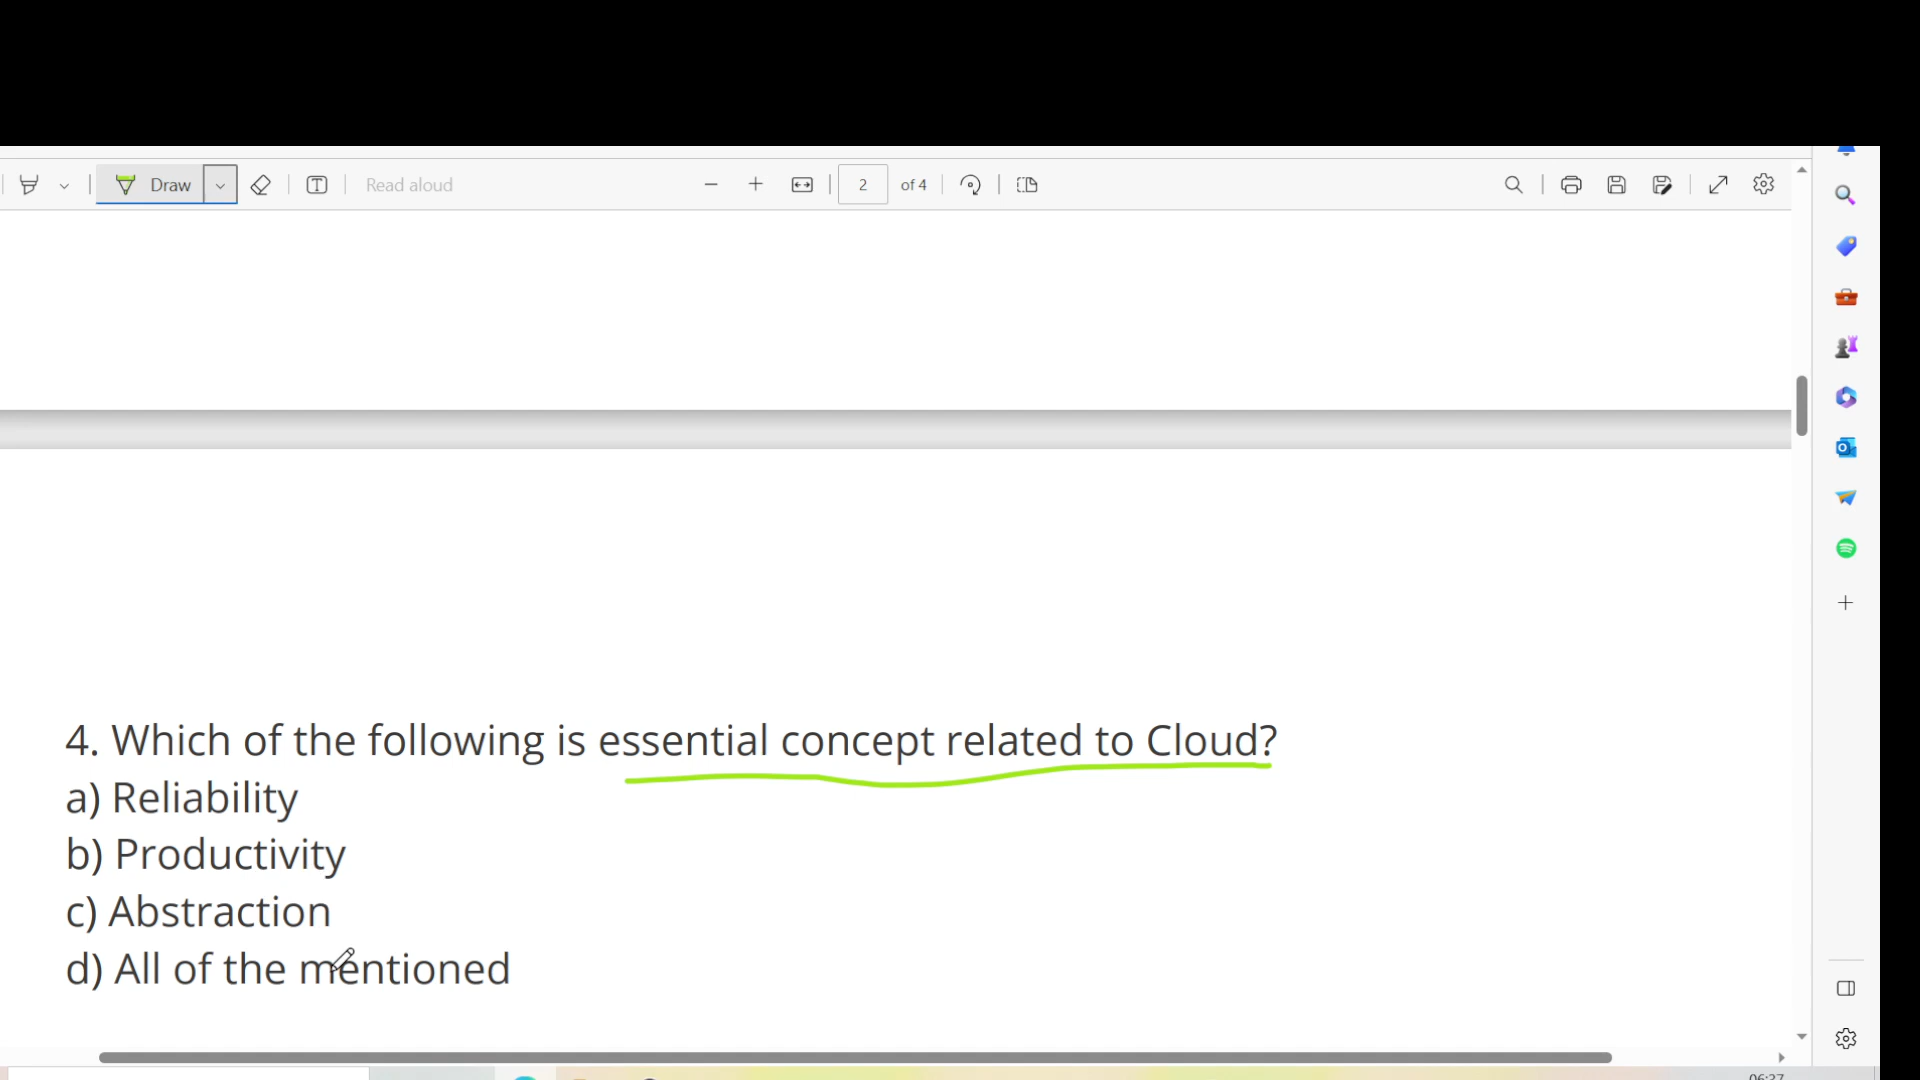 Draw
Read aloud
2
of 4
4. Which of the following is essential concept related to Cloud?
a) Reliability
b) Productivity
c) Abstraction
d) All of the mentioned